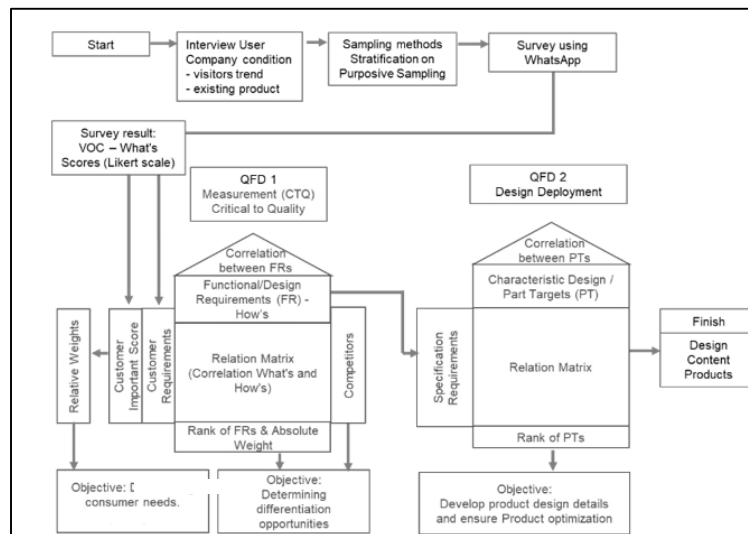 Start
Interview User
Company condition
- visitors trend
- existing product
Sampling methods
Stratification on
Purposive Sampling
Survey using
WhatsApp
Survey result:
VOC – What's
Scores (Likert scale)
QFD 1
Measurement (CTQ)
Critical to Quality
QFD 2
Design Deployment
Correlation
between FRs
Functional/Design
Requirements (FR) -
How's
Relative Weights
Customer
Important Score
Customer
Requirements
Relation Matrix
(Correlation What's and
How's)
Competitors
Rank of FRs & Absolute
Weight
Correlation
between PTs
Characteristic Design /
Part Targets (PT)
Specification
Requirements
Relation Matrix
Rank of PTs
Finish
Design
Content
Products
Objective:
consumer needs.
Objective:
Determining
differentiation
opportunities
Objective:
Develop product design details
and ensure Product optimization